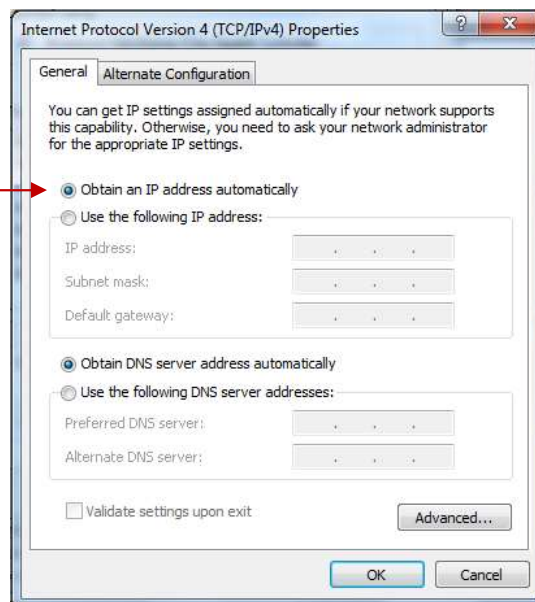 Internet Protocol Version 4 (TCP/IPv4) Properties
General
Alternate Configuration
You can get IP settings assigned automatically if your network supports
this capability. Otherwise, you need to ask your network administrator
for the appropriate IP settings.
Obtain an IP address automatically
Use the following IP address:
IP address:
Subnet mask:
Default gateway:
Obtain DNS server address automatically
Use the following DNS server addresses:
Preferred DNS server:
Alternate DNS server:
Validate settings upon exit
Advanced...
OK
Cancel